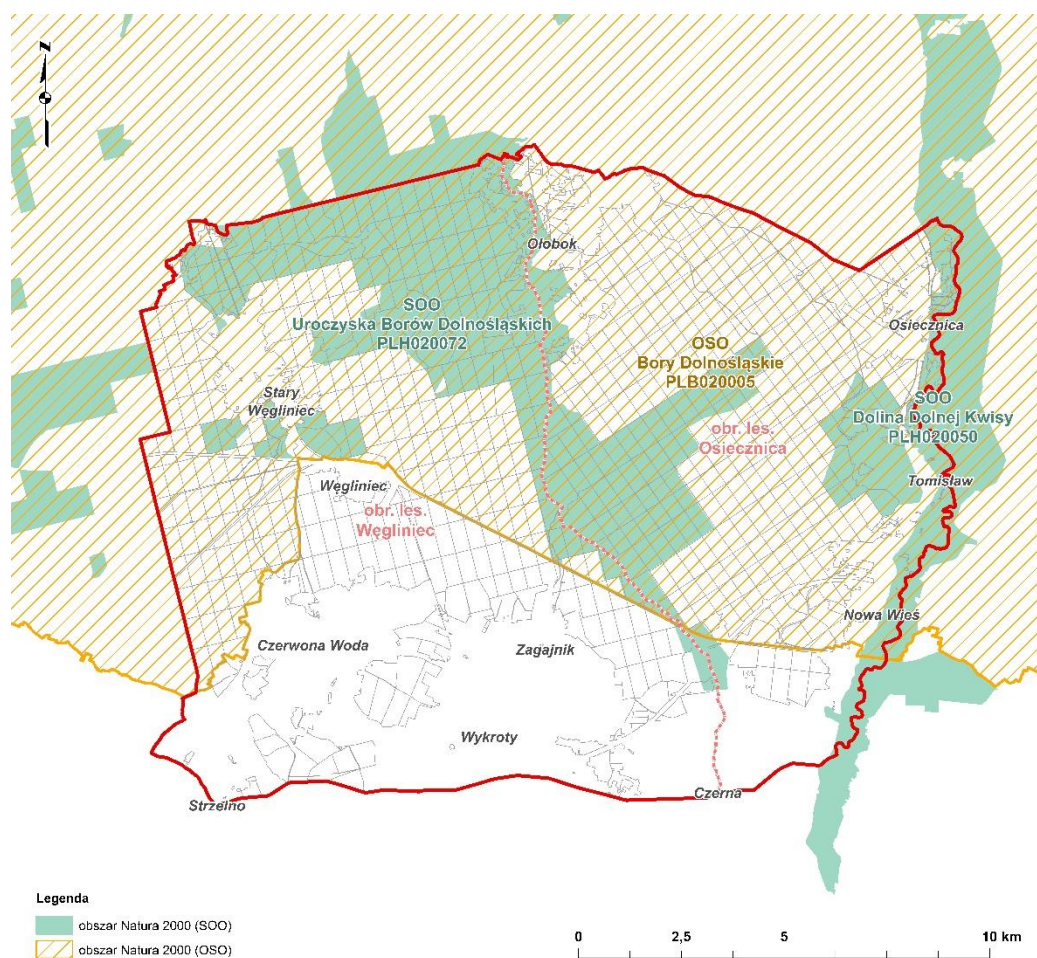 N
Ołobok
SOO
Uroczyska Borów Dolnośląskich
PLH020072
Osiecznica
OSO
Bory Dolnośląskie
PLB020005
Stary
Węgliniec
SOO
Dolina Dolnej Kwisy
PLH020050
obr. les.
Osiecznica
Węgliniec
Tomisław
obr. les.
Węgliniec
Nowa Wieś
Czerwona Woda
Zagajnik
Wykroty
Strzelno
Czerna
Legenda
obszar Natura 2000 (SOO)
obszar Natura 2000 (OSO)
0 2,5 5 10 km